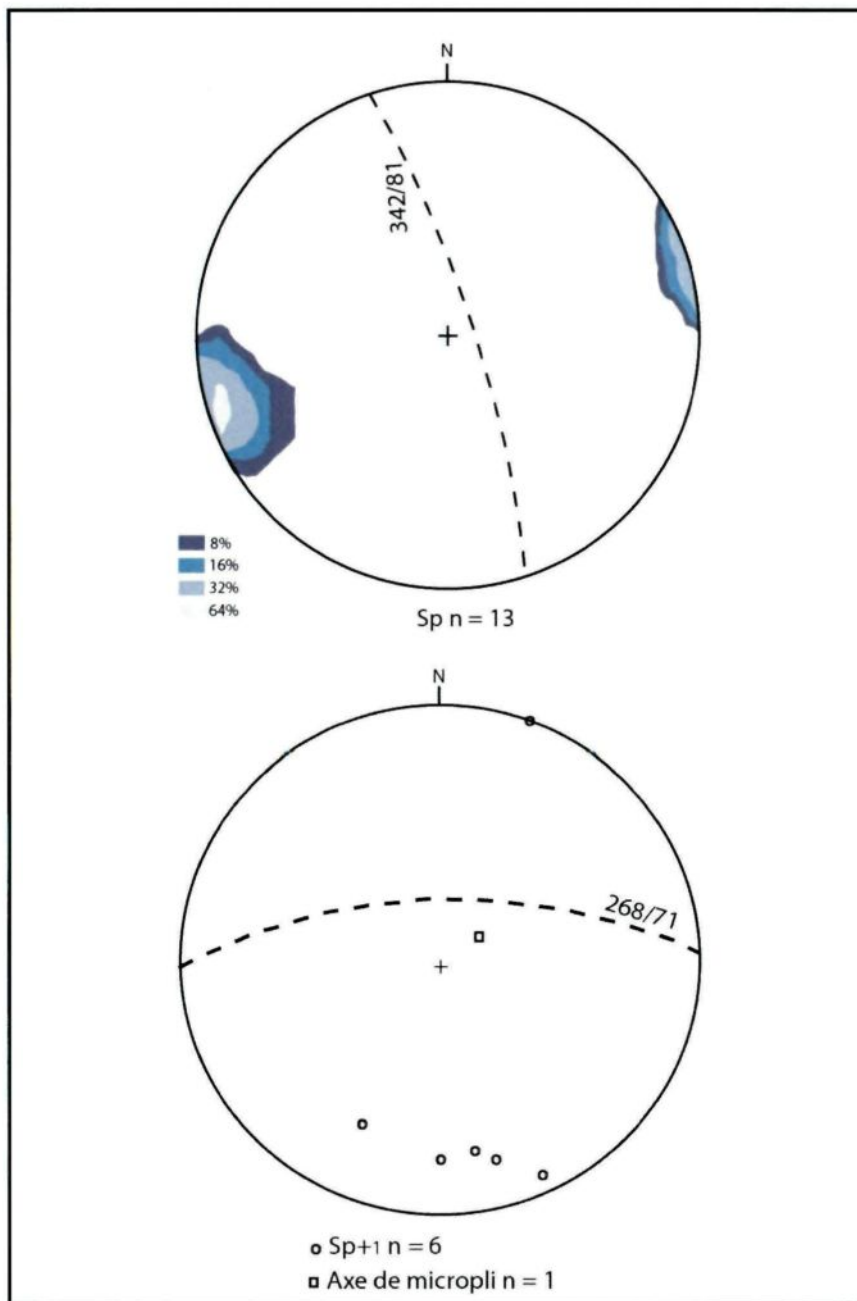 N
342/81
8%
16%
32%
64%
Sp n = 13
N
268/71
Sp+1 n = 6
Axe de micropli n = 1